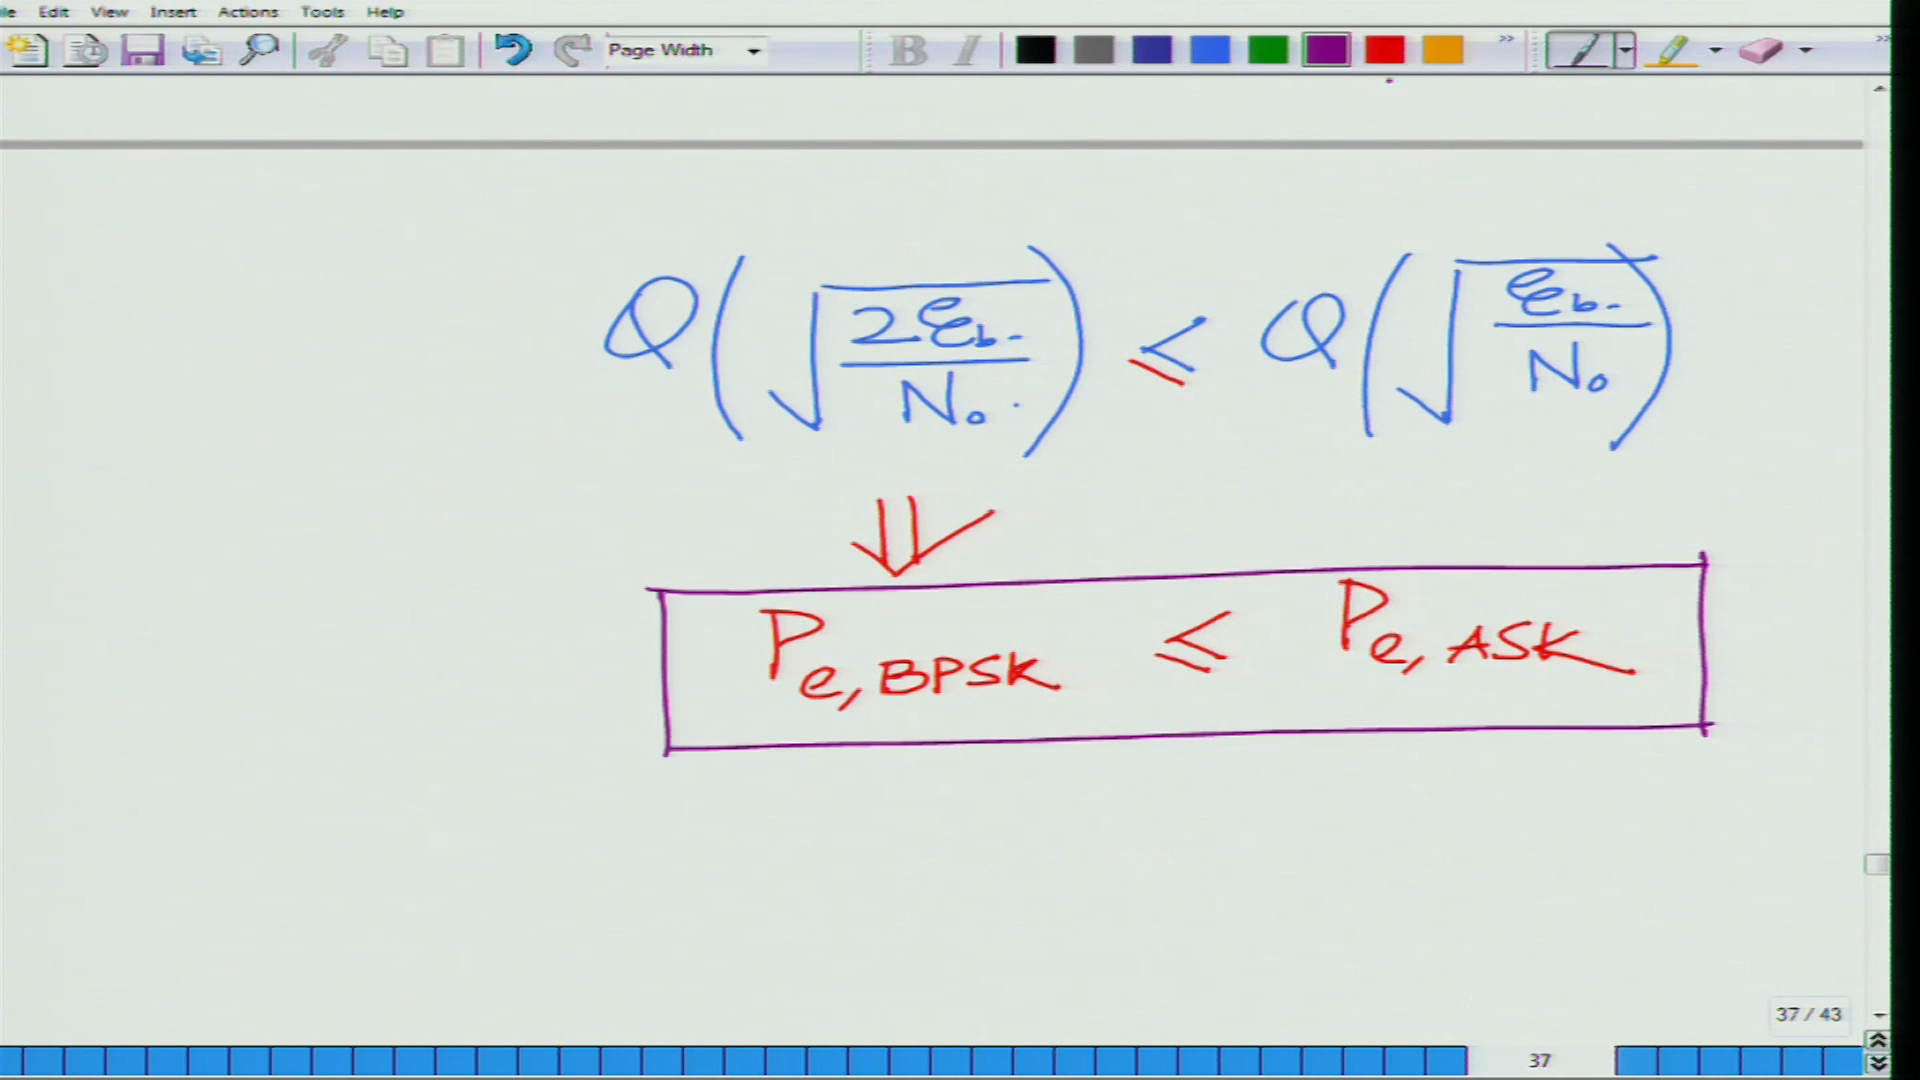 Edit View Insert Actions Tools Help
Page Width B I
Q(√(2Eb/N₀)) ≤ Q(√(Eb/N₀))
⇓
Pe,BPSK ≤ Pe,ASK
37 / 43
37